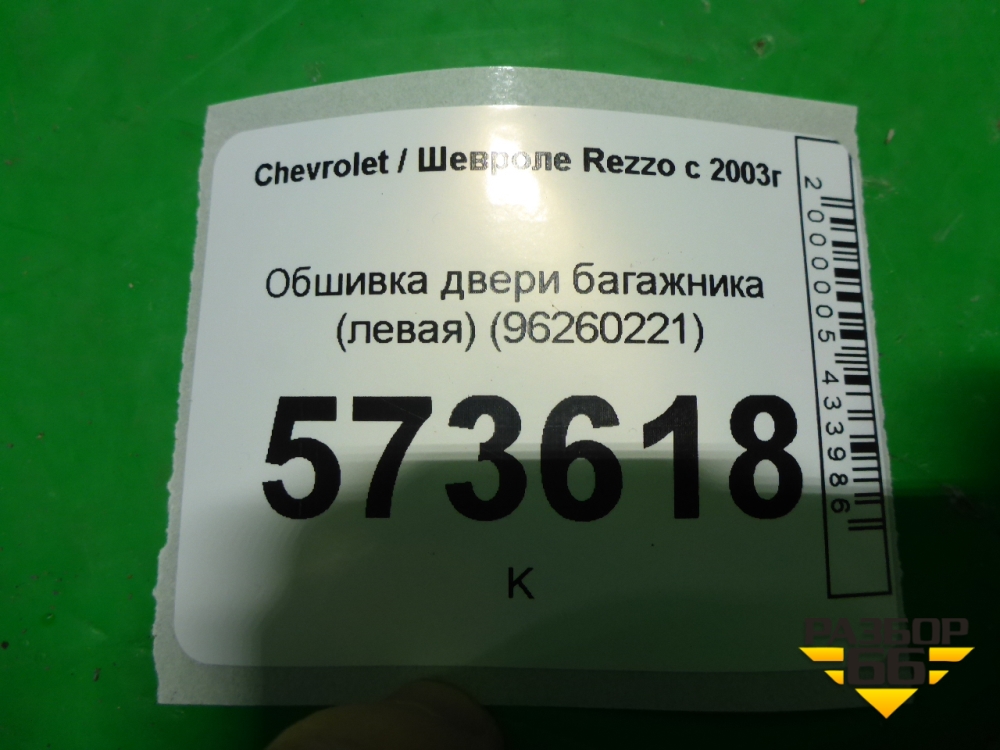 Chevrolet / Шевроле Rezzo с 2003г
Обшивка двери багажника
(левая) (96260221)
573618
К
2000005433986
РАЗБОР
66